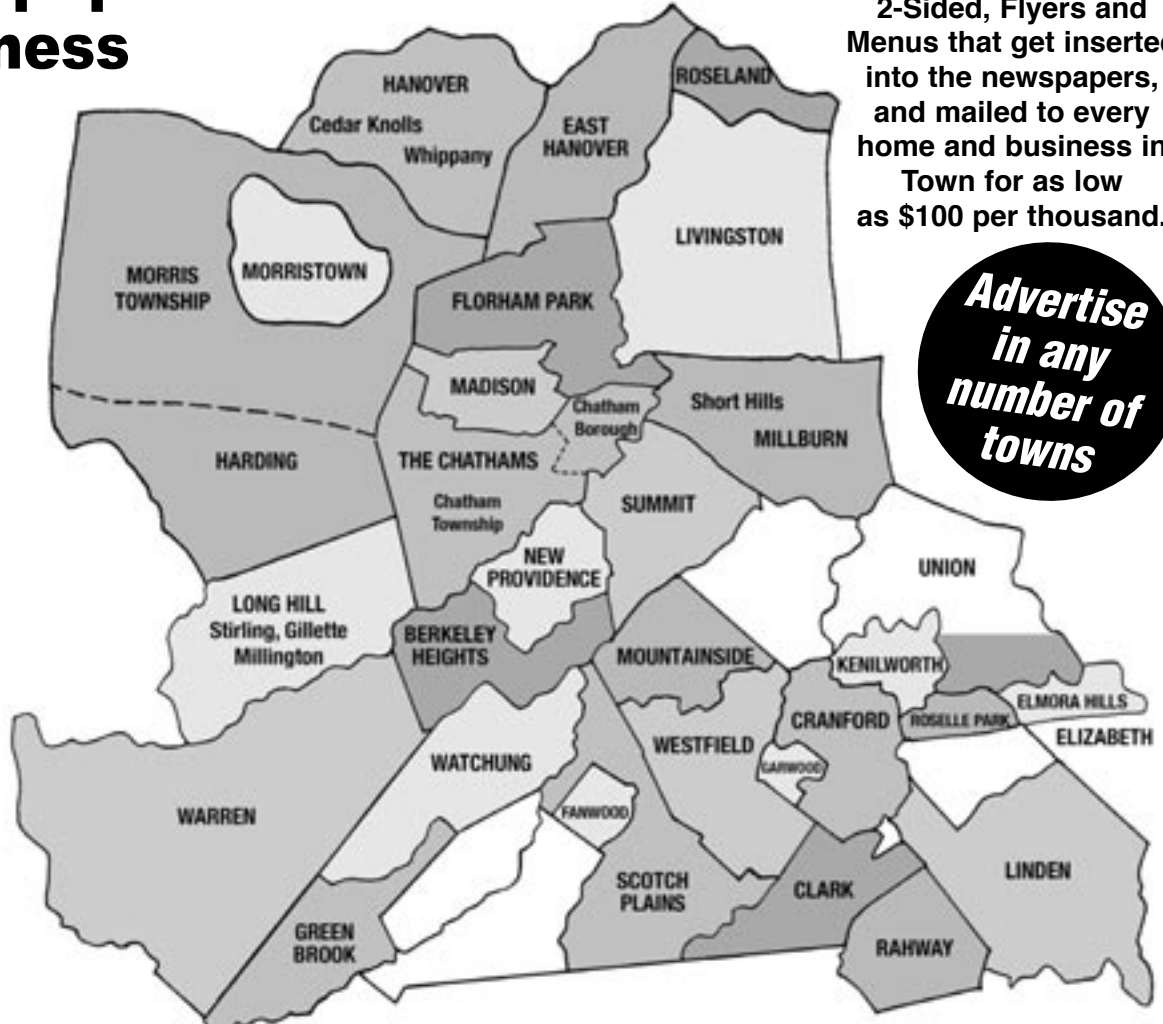 ness
2-Sided, Flyers and
Menus that get inserted
into the newspapers,
and mailed to every
home and business in
Town for as low
as $100 per thousand.
Advertise
in any
number of
towns
HANOVER
Cedar Knolls
Whippany
EAST
HANOVER
ROSELAND
LIVINGSTON
MORRIS
TOWNSHIP
MORRISTOWN
FLORHAM PARK
MADISON
Chatham
Borough
Short Hills
MILLBURN
HARDING
THE CHATHAMS
Chatham
Township
SUMMIT
NEW
PROVIDENCE
UNION
LONG HILL
Stirling, Gillette
Millington
BERKELEY
HEIGHTS
MOUNTAINSIDE
KENILWORTH
ELMORA HILLS
ROSELLE PARK
CRANFORD
ELIZABETH
WESTFIELD
GARWOOD
WATCHUNG
WARREN
FANWOOD
SCOTCH
PLAINS
CLARK
LINDEN
GREEN
BROOK
RAHWAY